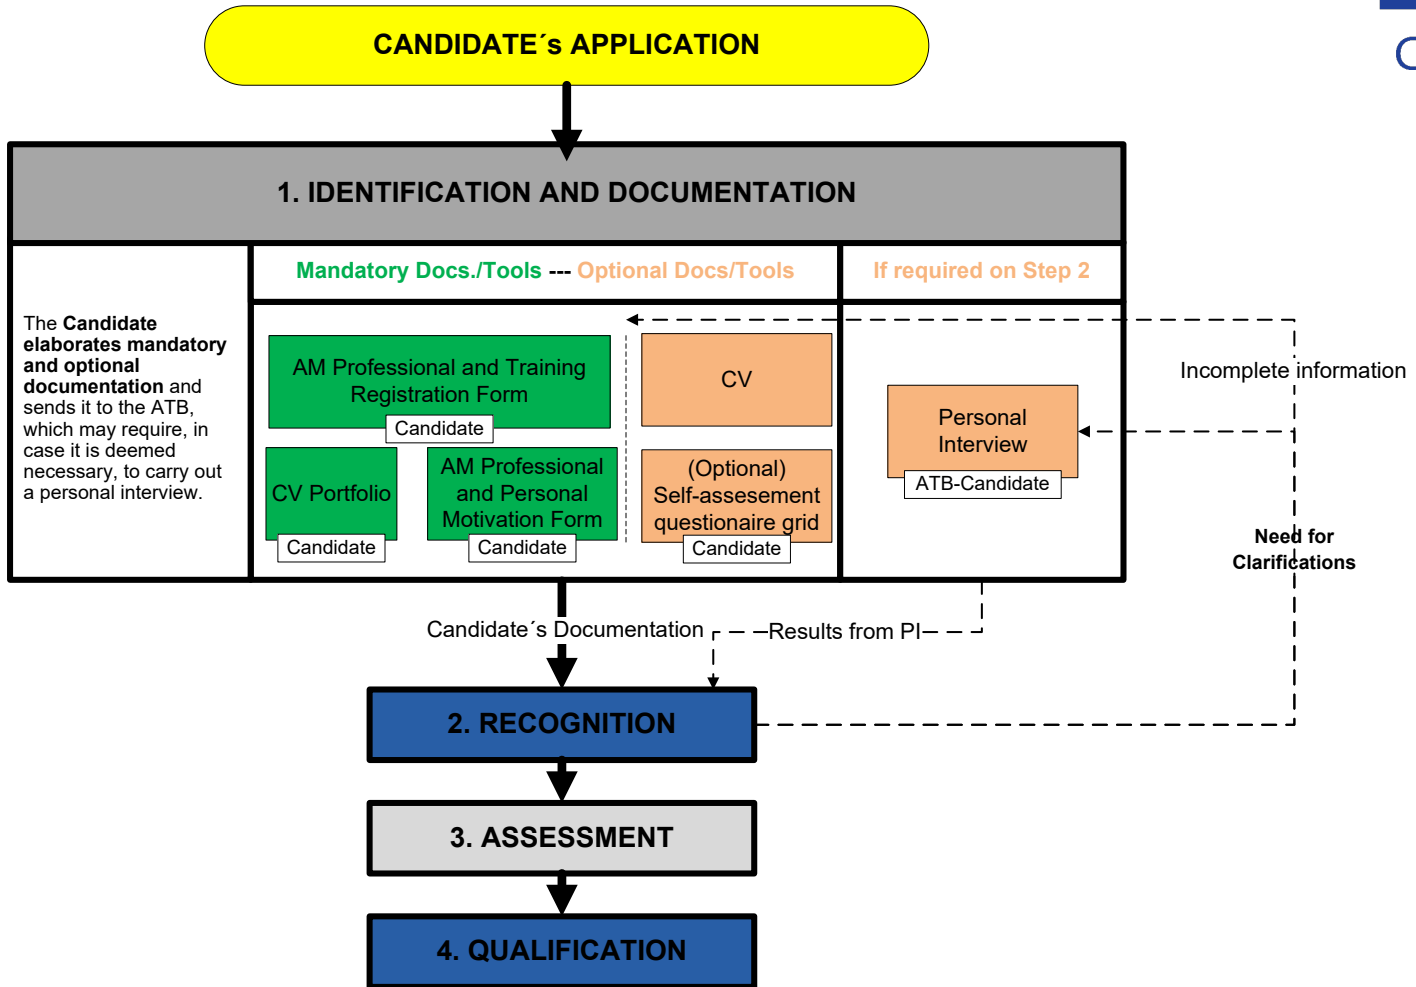 CANDIDATE´s APPLICATION
1. IDENTIFICATION AND DOCUMENTATION
Mandatory Docs./Tools --- Optional Docs/Tools
If required on Step 2
The Candidate
elaborates mandatory
and optional
documentation and
sends it to the ATB,
which may require, in
case it is deemed
necessary, to carry out
a personal interview.
AM Professional and Training
Registration Form
Candidate
CV Portfolio
Candidate
AM Professional
and Personal
Motivation Form
Candidate
CV
(Optional)
Self-assesement
questionaire grid
Candidate
Personal
Interview
ATB-Candidate
Incomplete information
Need for
Clarifications
Candidate´s Documentation
Results from PI
2. RECOGNITION
3. ASSESSMENT
4. QUALIFICATION